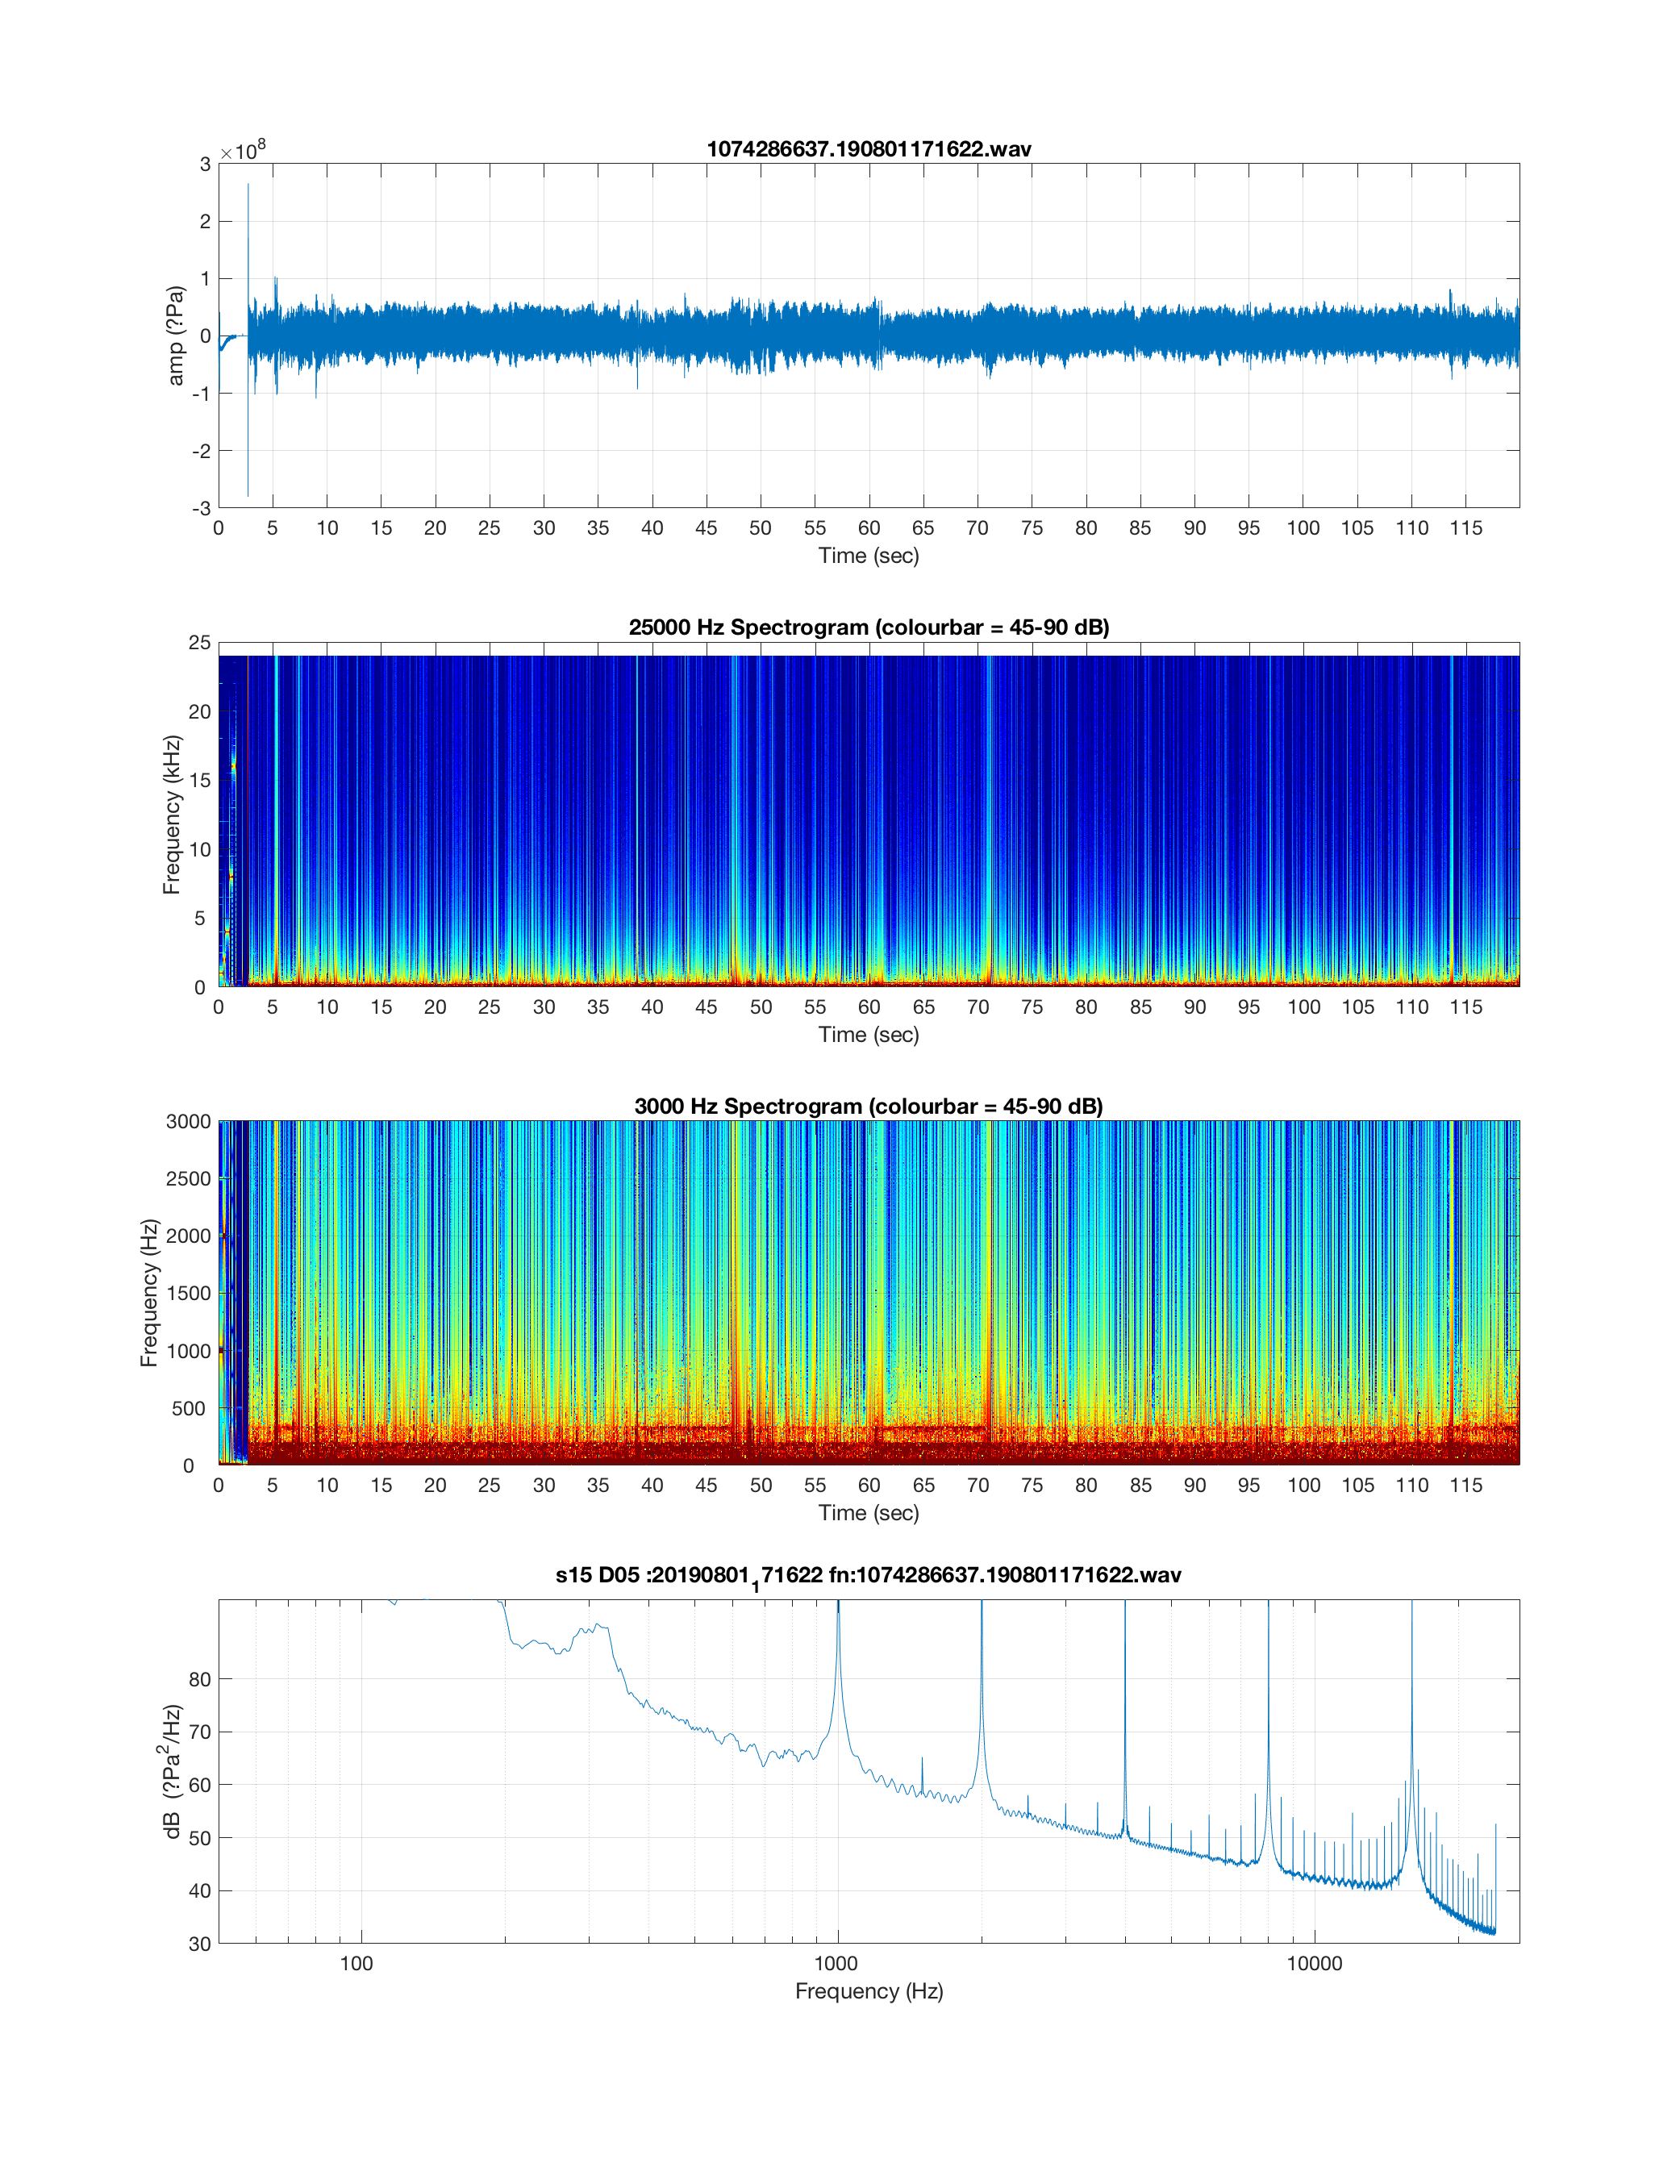 1074286637.190801171622.wav
×10^8
3
2
1
0
-1
-2
-3
amp (?Pa)
0 5 10 15 20 25 30 35 40 45 50 55 60 65 70 75 80 85 90 95 100 105 110 115
Time (sec)
25000 Hz Spectrogram (colourbar = 45-90 dB)
25
20
15
10
5
0
Frequency (kHz)
0 5 10 15 20 25 30 35 40 45 50 55 60 65 70 75 80 85 90 95 100 105 110 115
Time (sec)
3000 Hz Spectrogram (colourbar = 45-90 dB)
3000
2500
2000
1500
1000
500
0
Frequency (Hz)
0 5 10 15 20 25 30 35 40 45 50 55 60 65 70 75 80 85 90 95 100 105 110 115
Time (sec)
s15 D05 :20190801_171622 fn:1074286637.190801171622.wav
80
70
60
50
40
30
dB (?Pa²/Hz)
100 1000 10000
Frequency (Hz)